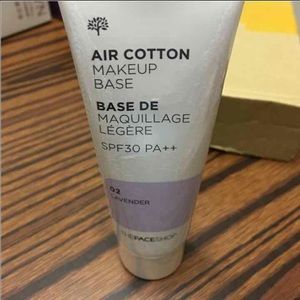 AIR COTTON
MAKEUP
BASE
BASE DE
MAQUILLAGE
LÉGÈRE
SPF30 PA++
02
LAVENDER
THEFACESHOP